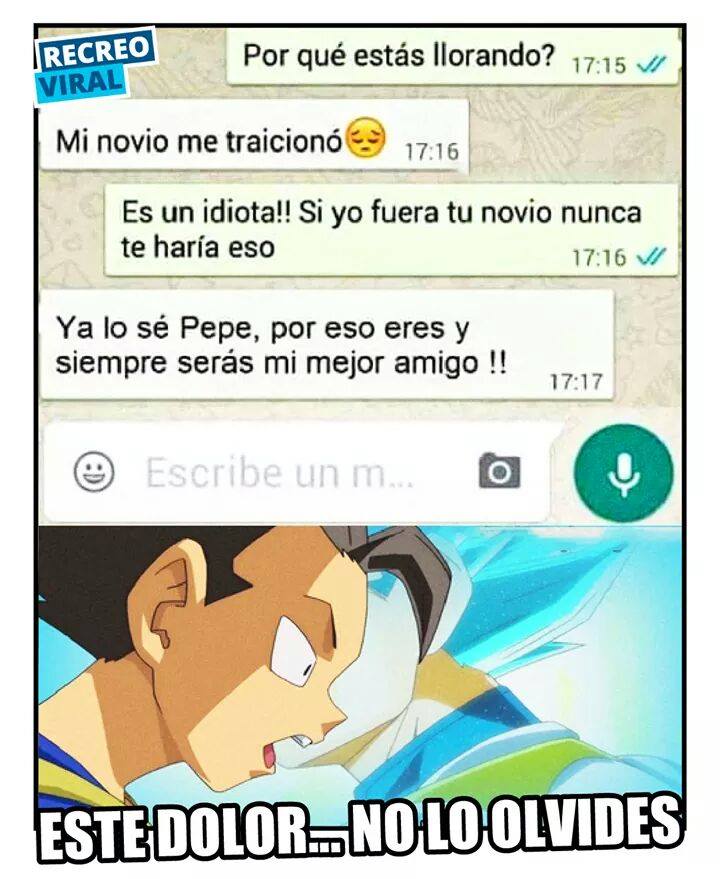 RECREO
VIRAL
Por qué estás llorando? 17:15
Mi novio me traicionó😔 17:16
Es un idiota!! Si yo fuera tu novio nunca
te haría eso 17:16
Ya lo sé Pepe, por eso eres y
siempre serás mi mejor amigo !! 17:17
Escribe un m...
ESTE DOLOR... NO LO OLVIDES